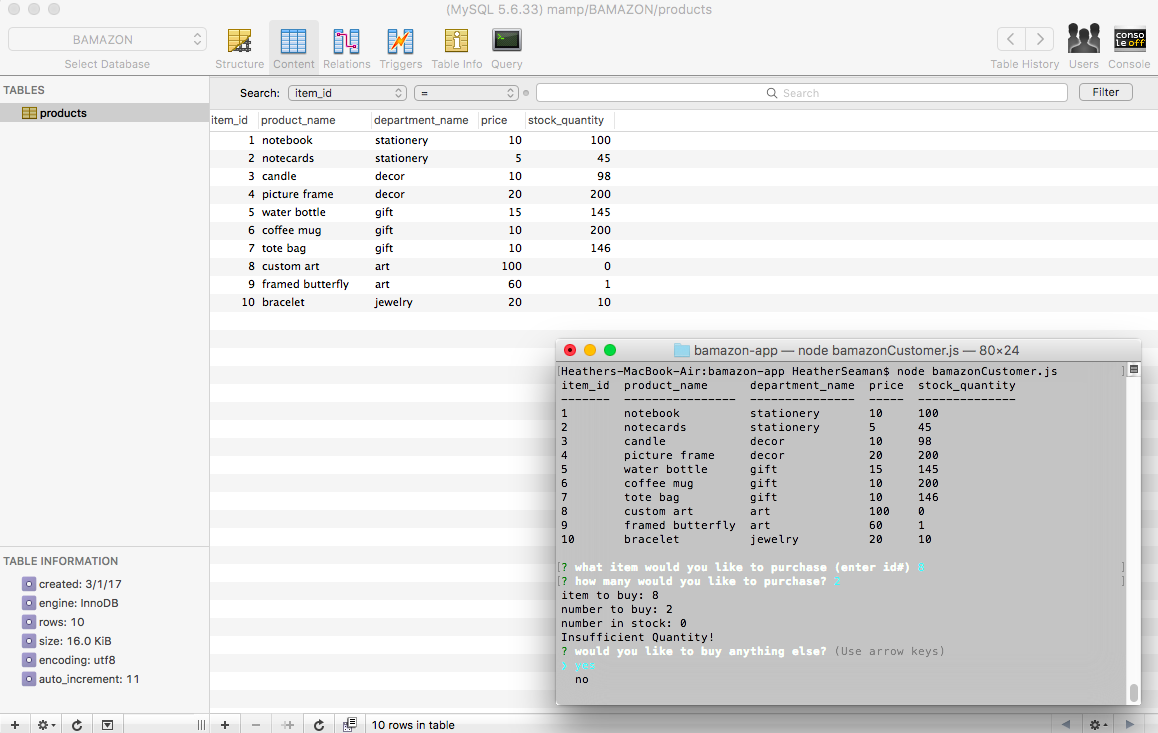 (MySQL 5.6.33) mamp/BAMAZON/products
BAMAZON
Select Database
Structure
Content
Relations
Triggers
Table Info
Query
Table History
Users
conso
le off
Console
TABLES
products
Search: item_id = Search Filter
item_id product_name department_name price stock_quantity
1 notebook stationery 10 100
2 notecards stationery 5 45
3 candle decor 10 98
4 picture frame decor 20 200
5 water bottle gift 15 145
6 coffee mug gift 10 200
7 tote bag gift 10 146
8 custom art art 100 0
9 framed butterfly art 60 1
10 bracelet jewelry 20 10
bamazon-app — node bamazonCustomer.js — 80×24
[Heathers-MacBook-Air:bamazon-app HeatherSeaman$ node bamazonCustomer.js ]
item_id product_name department_name price stock_quantity
------- ---------------- --------------- ----- --------------
1 notebook stationery 10 100
2 notecards stationery 5 45
3 candle decor 10 98
4 picture frame decor 20 200
5 water bottle gift 15 145
6 coffee mug gift 10 200
7 tote bag gift 10 146
8 custom art art 100 0
9 framed butterfly art 60 1
10 bracelet jewelry 20 10
[? what item would you like to purchase (enter id#) 8 ]
[? how many would you like to purchase? 2 ]
item to buy: 8
number to buy: 2
number in stock: 0
Insufficient Quantity!
? would you like to buy anything else? (Use arrow keys)
❯ yes
no
TABLE INFORMATION
created: 3/1/17
engine: InnoDB
rows: 10
size: 16.0 KiB
encoding: utf8
auto_increment: 11
10 rows in table